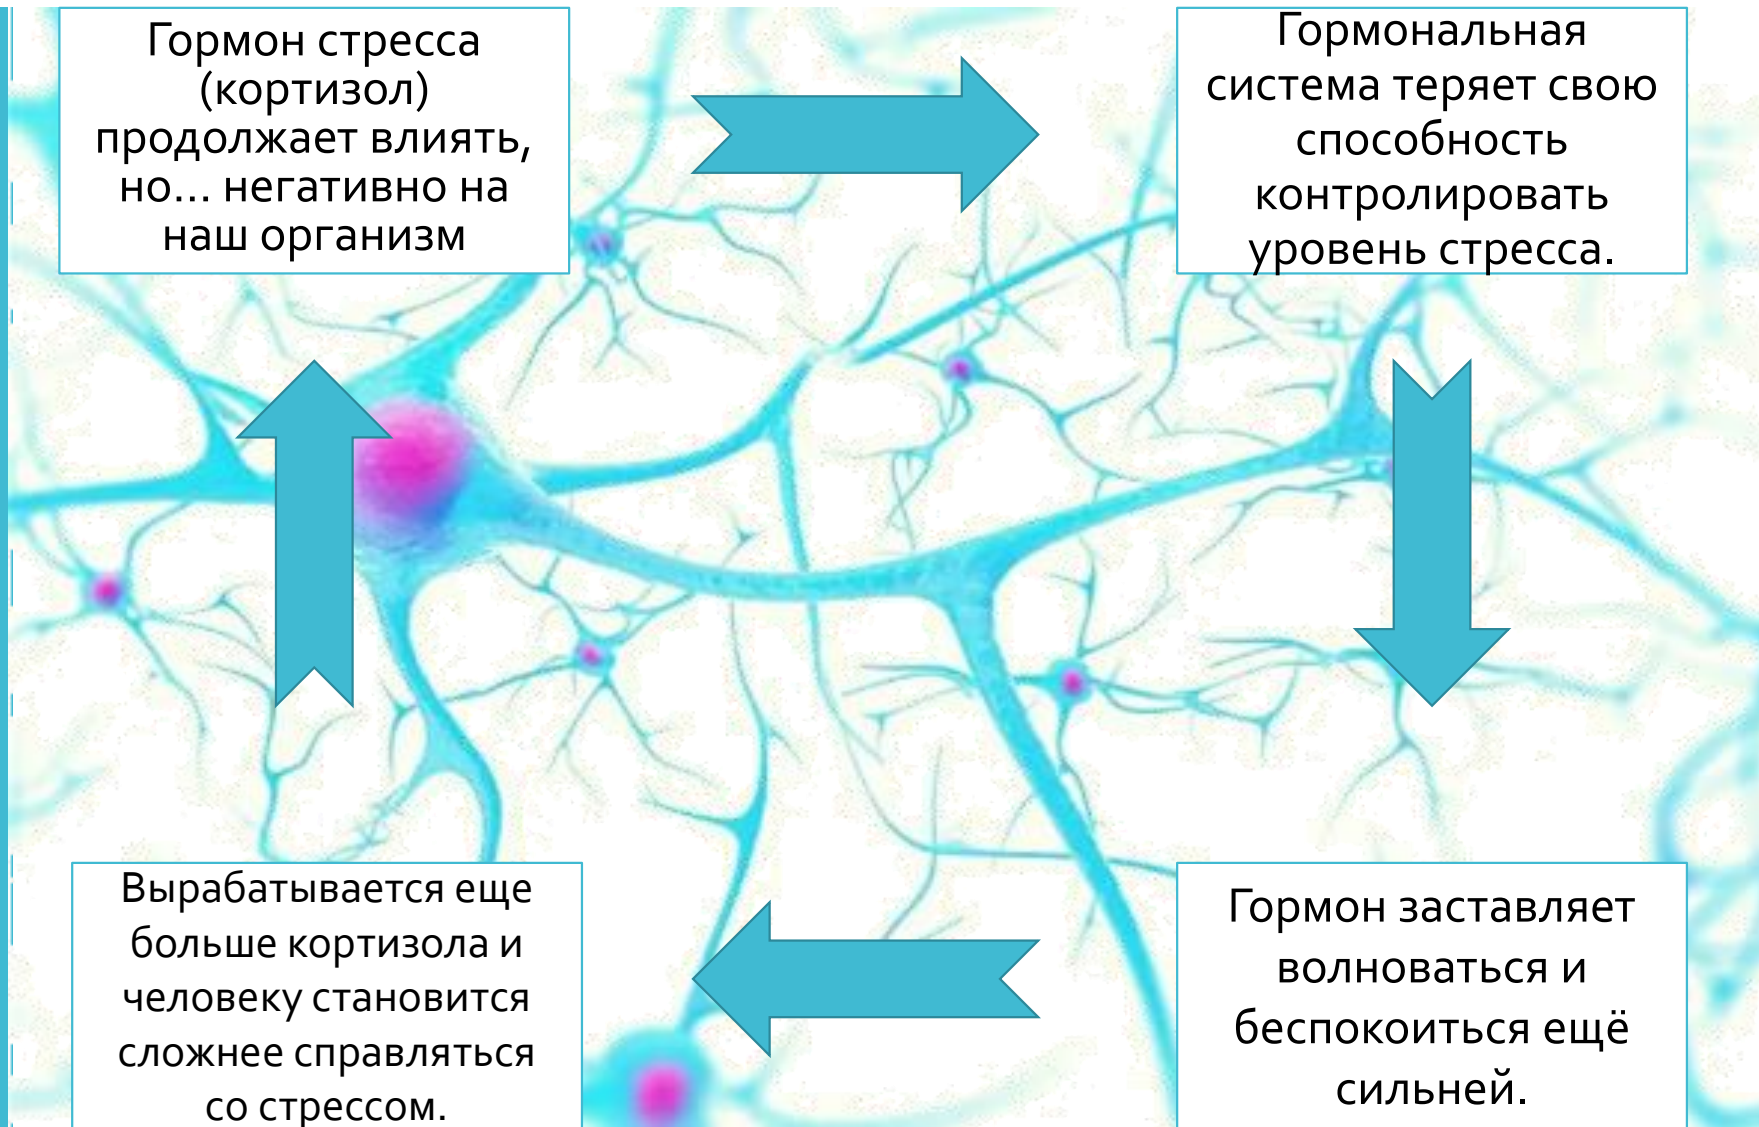 Гормон стресса
(кортизол)
продолжает влиять,
но… негативно на
наш организм
Гормональная
система теряет свою
способность
контролировать
уровень стресса.
Гормон заставляет
волноваться и
беспокоиться ещё
сильней.
Вырабатывается еще
больше кортизола и
человеку становится
сложнее справляться
со стрессом.